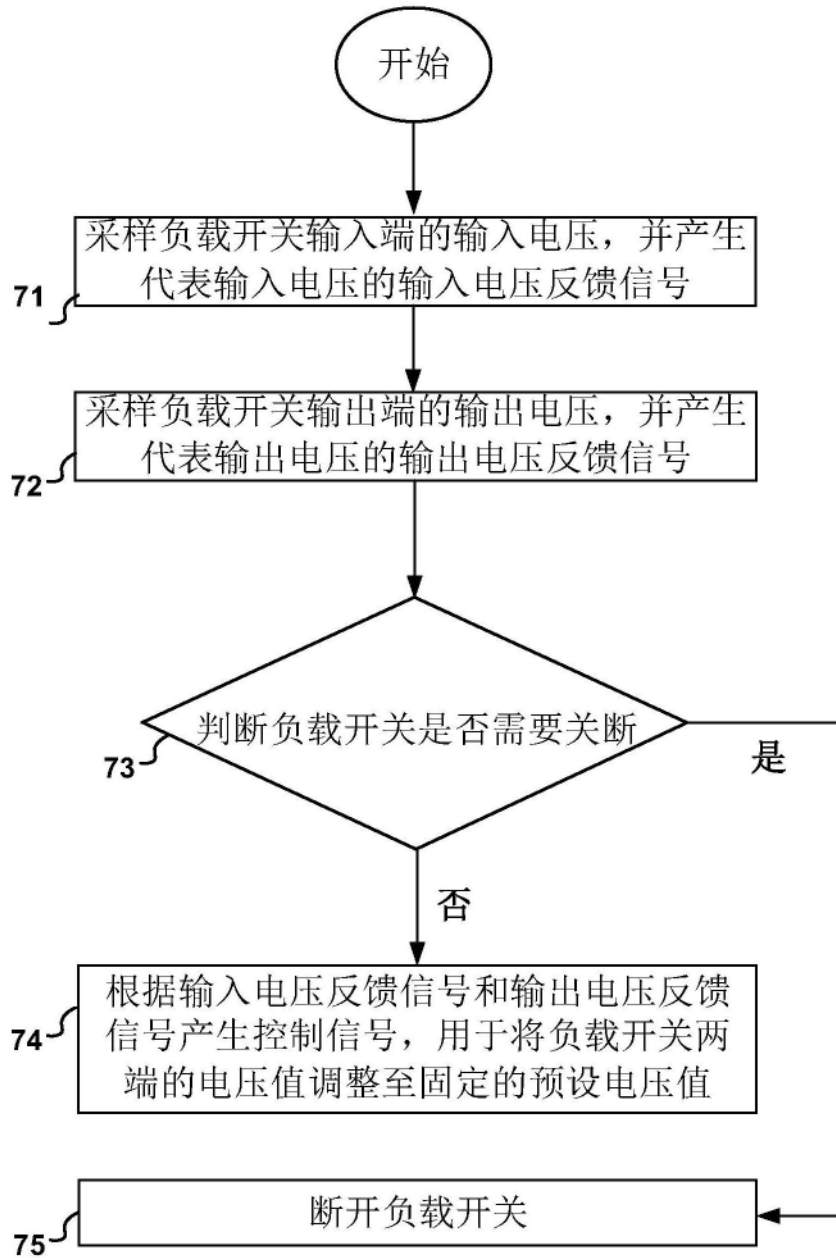 开始
采样负载开关输入端的输入电压，并产生
代表输入电压的输入电压反馈信号
71
采样负载开关输出端的输出电压，并产生
代表输出电压的输出电压反馈信号
72
判断负载开关是否需要关断
73
是
否
根据输入电压反馈信号和输出电压反馈
信号产生控制信号，用于将负载开关两
端的电压值调整至固定的预设电压值
74
断开负载开关
75